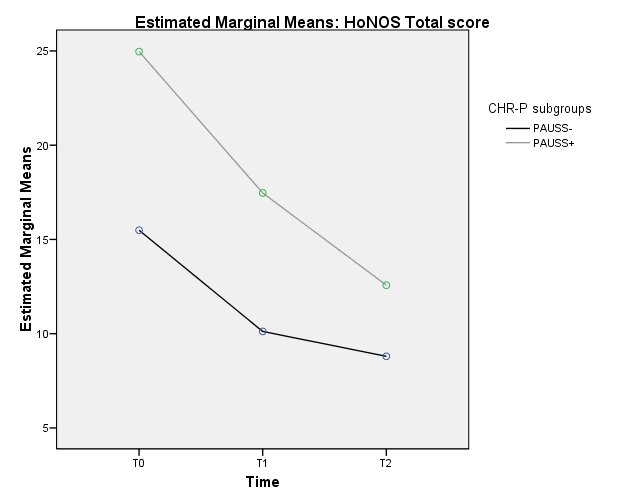 Estimated Marginal Means: HoNOS Total score
Estimated Marginal Means
25
20
15
10
5
T0
T1
T2
Time
CHR-P subgroups
PAUSS-
PAUSS+